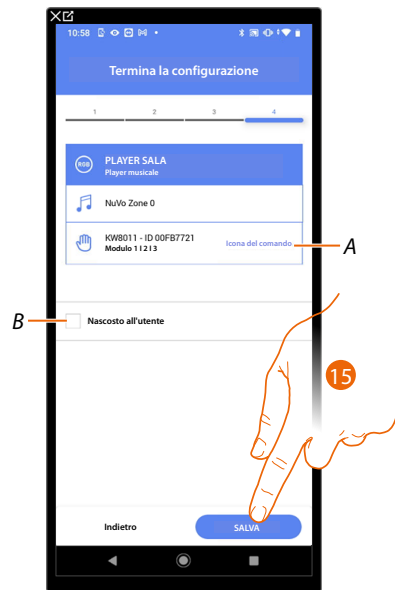 10:58
Termina la configurazione
1 2 3 4
RGB
PLAYER SALA
Player musicale
NuVo Zone 0
KW8011 - ID 00FB7721
Modulo 1 I 2 I 3
Icona del comando
A
B
Nascosto all'utente
15
Indietro
SALVA